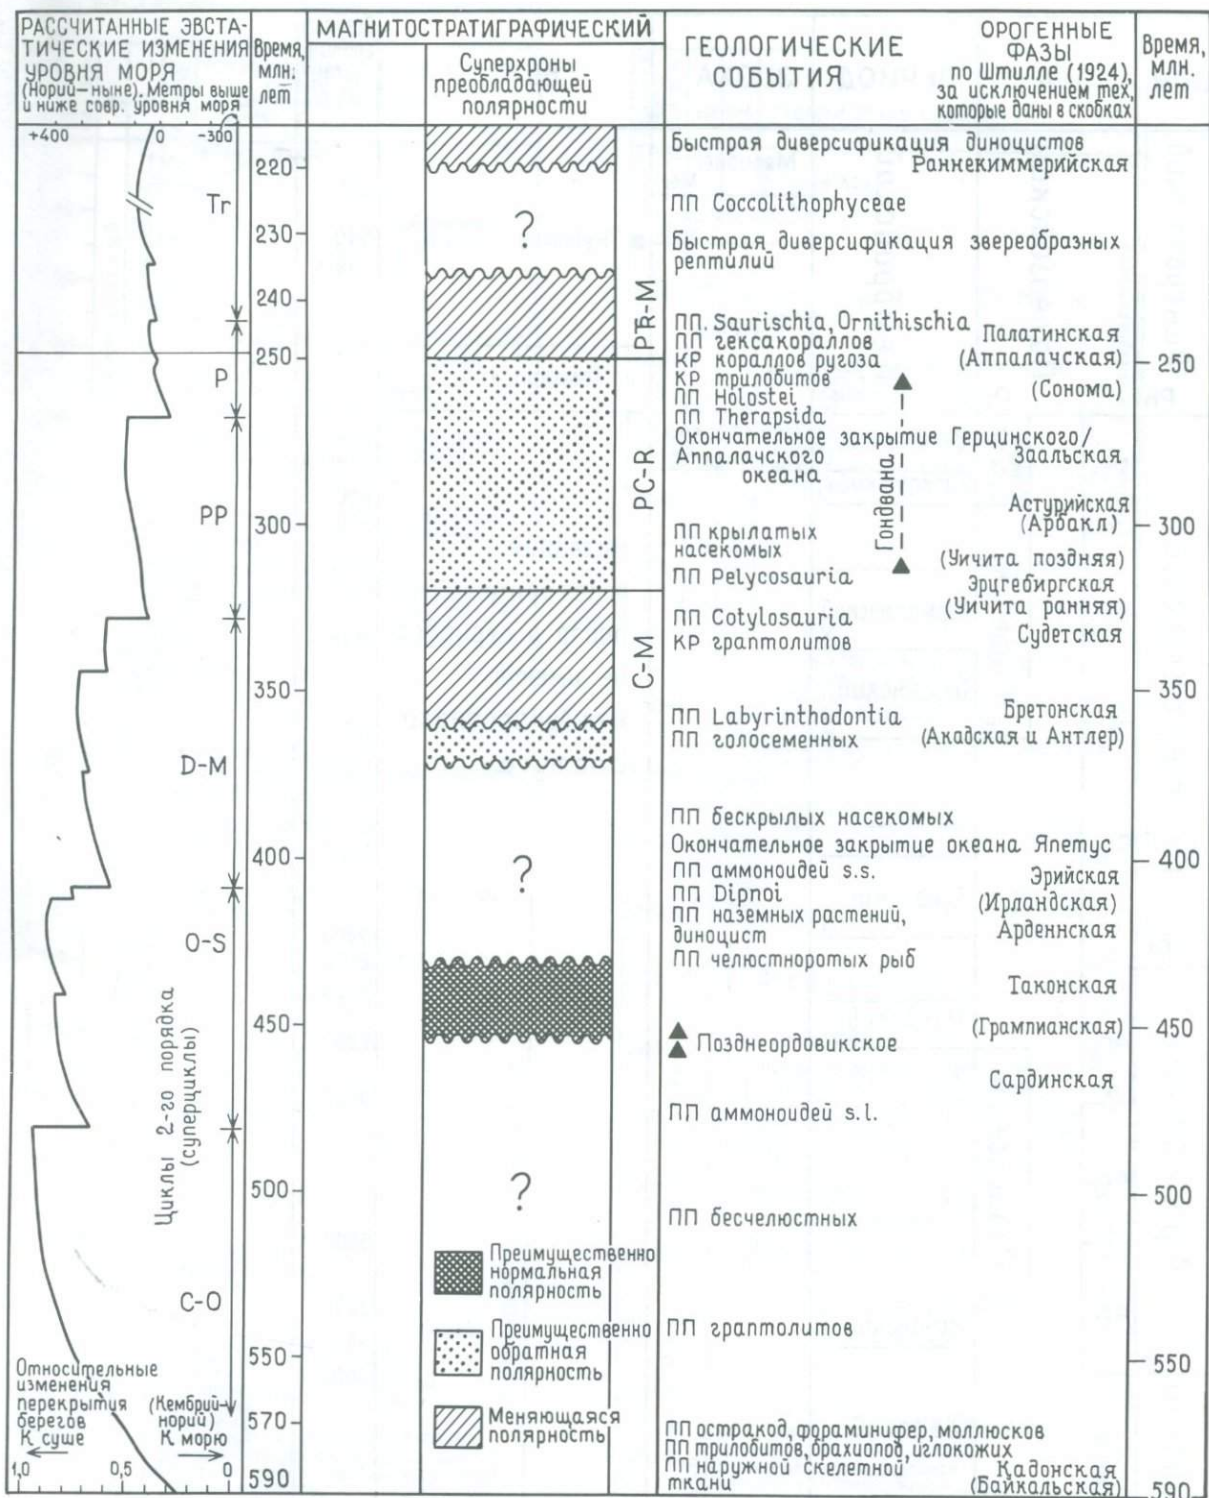 РАССЧИТАННЫЕ ЭВСТА-
ТИЧЕСКИЕ ИЗМЕНЕНИЯ
УРОВНЯ МОРЯ
(Норий—ныне). Метры выше
и ниже совр. уровня моря
+400 0 -300
Время,
млн.
лет
МАГНИТОСТРАТИГРАФИЧЕСКИЙ
Суперхроны
преобладающей
полярности
ГЕОЛОГИЧЕСКИЕ
СОБЫТИЯ
ОРОГЕННЫЕ
ФАЗЫ
по Штилле (1924),
за исключением тех,
которые даны в скобках
Время,
млн.
лет
Tr
P
PP
D-M
O-S
C-O
Циклы 2-го порядка
(суперциклы)
Относительные
изменения
перекрытия
берегов
К суше
(Кембрий-
норий)
К морю
1,0 0,5 0
220
230
240
250
300
350
400
450
500
550
570
590
?
?
?
PTR-M
PC-R
C-M
Преимущественно
нормальная
полярность
Преимущественно
обратная
полярность
Меняющаяся
полярность
Быстрая диверсификация диноцистов
Раннекиммерийская
ПП Coccolithophyceae
Быстрая диверсификация звереобразных
рептилий
ПП. Saurischia, Ornithischia
ПП гексакораллов
КР кораллов ругоза
КР трилобитов
ПП Holostei
ПП Therapsida
Окончательное закрытие Герцинского/
Аппалачского
океана
Гондвана
ПП крылатых
насекомых
ПП Pelycosauria
ПП Cotylosauria
КР граптолитов
ПП Labyrinthodontia
ПП голосеменных
ПП бескрылых насекомых
Окончательное закрытие океана Япетус
ПП аммоноидей s.s.
ПП Dipnoi
ПП наземных растений,
диноцист
ПП челюстноротых рыб
Позднеордовикское
ПП аммоноидей s.l.
ПП бесчелюстных
ПП граптолитов
ПП остракод, фораминифер, моллюсков
ПП трилобитов, брахиопод, иглокожих
ПП наружной скелетной
ткани
Палатинская
(Аппалачская)
(Сонома)
Заальская
Астурийская
(Арбакл)
(Уичита поздняя)
Эрцгебиргская
(Уичита ранняя)
Судетская
Бретонская
(Акадская и Антлер)
Эрийская
(Ирландская)
Арденнская
Таконская
(Грампианская)
Сардинская
Кадонская
(Байкальская)
250
300
350
400
450
500
550
590